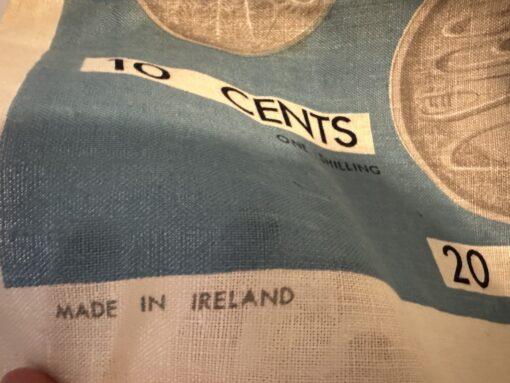 10 CENTS
ONE SHILLING
20
MADE IN IRELAND